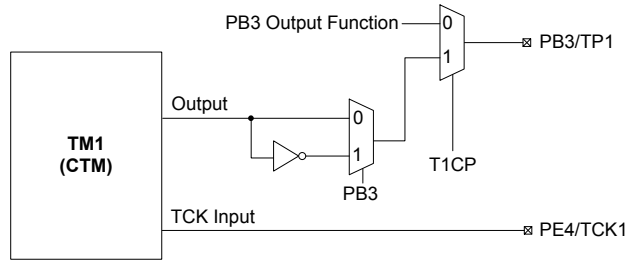 PB3 Output Function
0
1
PB3/TP1
Output
0
1
TM1
(CTM)
T1CP
PB3
TCK Input
PE4/TCK1